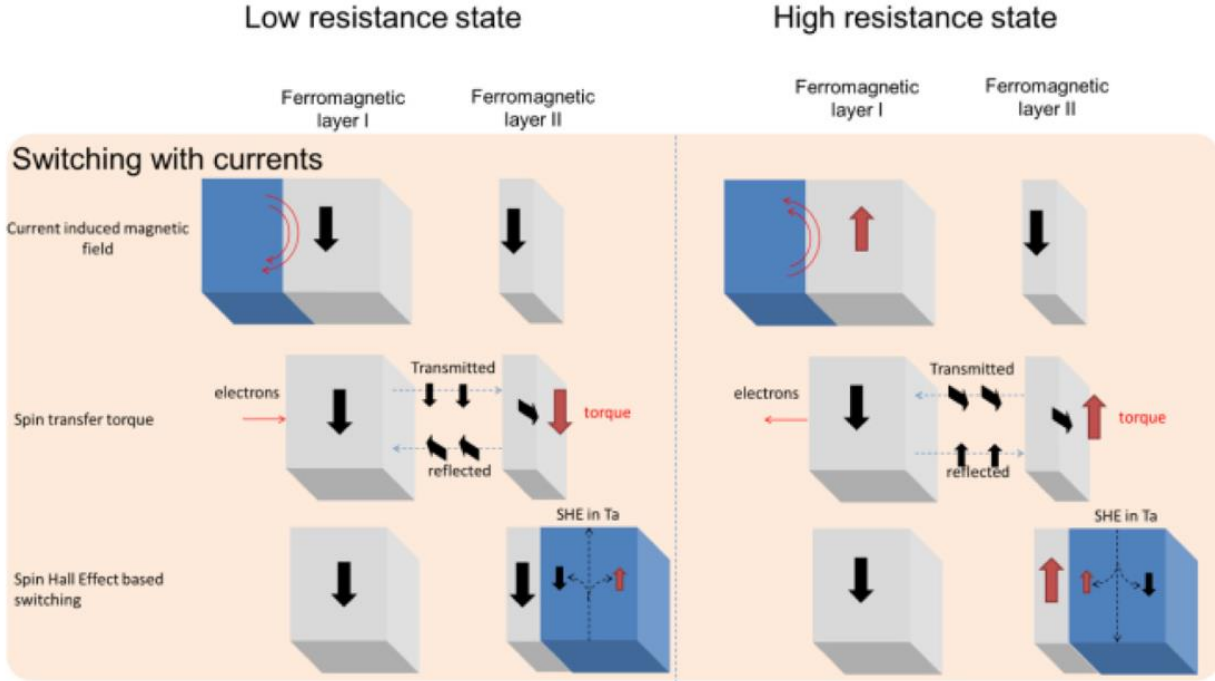 Low resistance state
High resistance state
Ferromagnetic
layer I
Ferromagnetic
layer II
Ferromagnetic
layer I
Ferromagnetic
layer II
Switching with currents
Current induced magnetic
field
Spin transfer torque
electrons
Transmitted
reflected
torque
electrons
Transmitted
reflected
torque
Spin Hall Effect based
switching
SHE in Ta
SHE in Ta